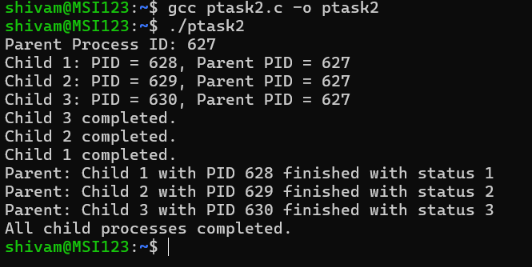 shivam@MSI123:~$ gcc ptask2.c -o ptask2
shivam@MSI123:~$ ./ptask2
Parent Process ID: 627
Child 1: PID = 628, Parent PID = 627
Child 2: PID = 629, Parent PID = 627
Child 3: PID = 630, Parent PID = 627
Child 3 completed.
Child 2 completed.
Child 1 completed.
Parent: Child 1 with PID 628 finished with status 1
Parent: Child 2 with PID 629 finished with status 2
Parent: Child 3 with PID 630 finished with status 3
All child processes completed.
shivam@MSI123:~$